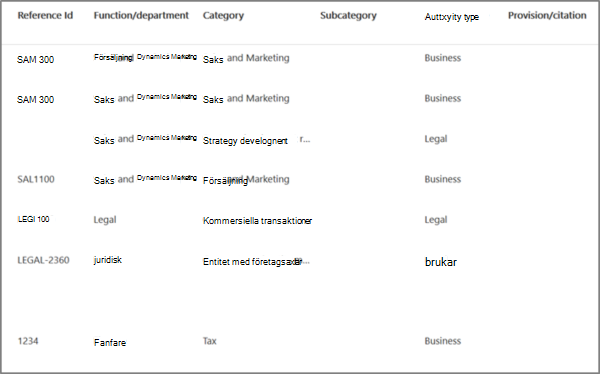 Reference Id Function/department Category Subcategory Auttxyity type Provision/citation
SAM 300 Försäljning Dynamics Marketing Saks and Marketing Business
SAM 300 Saks and Dynamics Marketing Saks and Marketing Business
Saks and Dynamics Marketing Strategy develognent r... Legal
SAL1100 Saks and Dynamics Marketing Försäljning and Marketing Business
LEGI 100 Legal Kommersiella transaktioner Legal
LEGAL-2360 juridisk Entitet med företagsaxlar... brukar
1234 Fanfare Tax Business